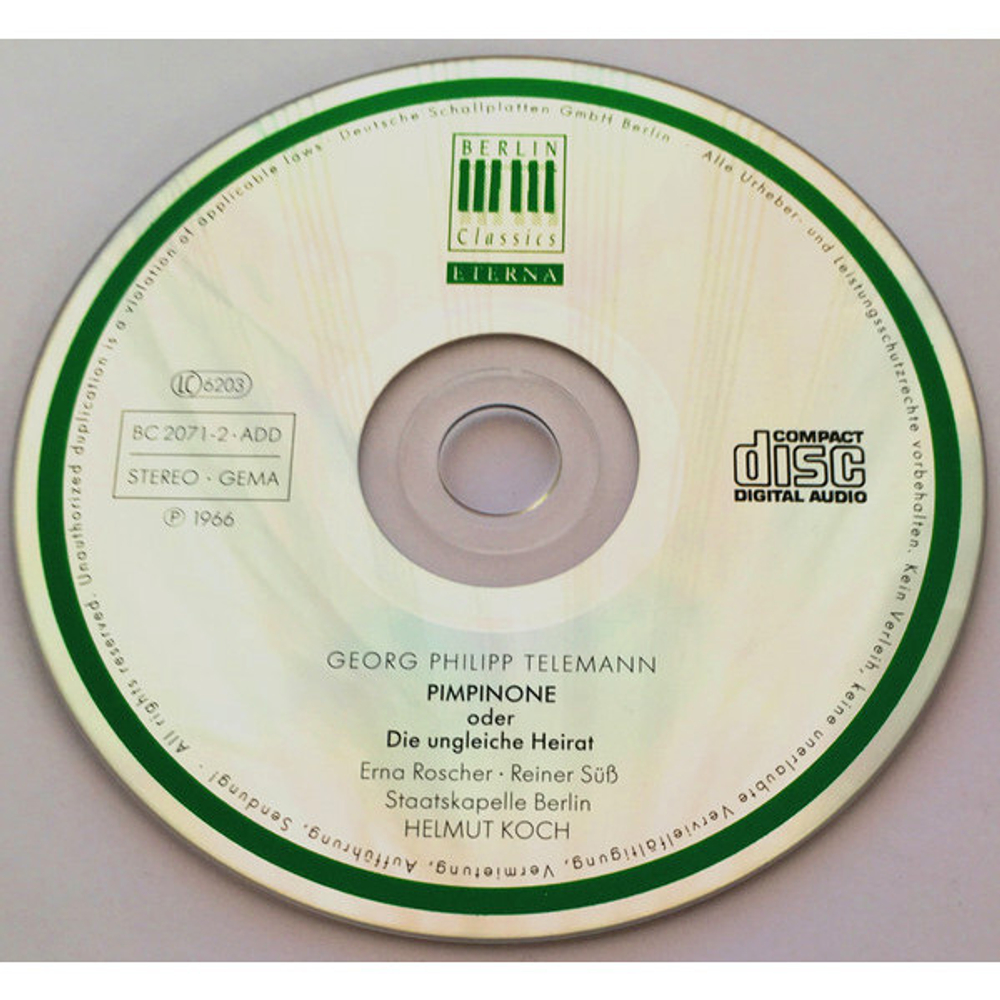 Deutsche Schallplatten GmbH Berlin · Alle Urheber- und Leistungsschutzrechte vorbehalten. Kein Verleih, keine unerlaubte Vervielfältigung, Vermietung, Aufführung, Sendung! · All rights reserved. Unauthorized duplication is a violation of applicable laws ·
BERLIN
Classics
ETERNA
LC 6203
BC 2071-2 · ADD
STEREO · GEMA
℗ 1966
COMPACT
disc
DIGITAL AUDIO
GEORG PHILIPP TELEMANN
PIMPINONE
oder
Die ungleiche Heirat
Erna Roscher · Reiner Süß
Staatskapelle Berlin
HELMUT KOCH